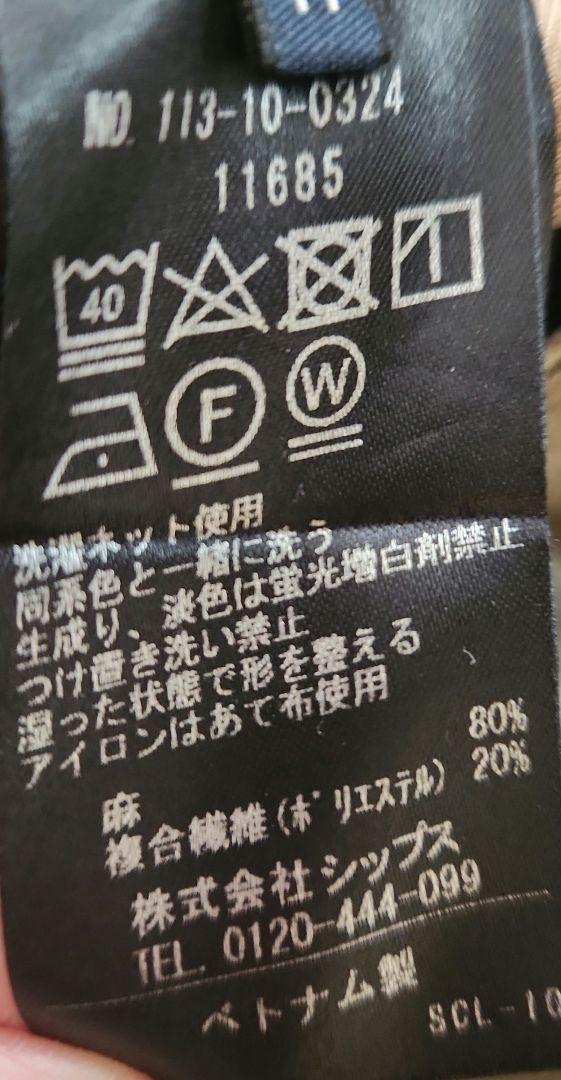 NO. 113-10-0324
11685
40
F
W
洗濯ネット使用
同系色と一緒に洗う
生成り、淡色は蛍光増白剤禁止
つけ置き洗い禁止
湿った状態で形を整える
アイロンはあて布使用
麻 80%
複合繊維(ポリエステル) 20%
株式会社シップス
TEL. 0120-444-099
ベトナム製
SCL-10